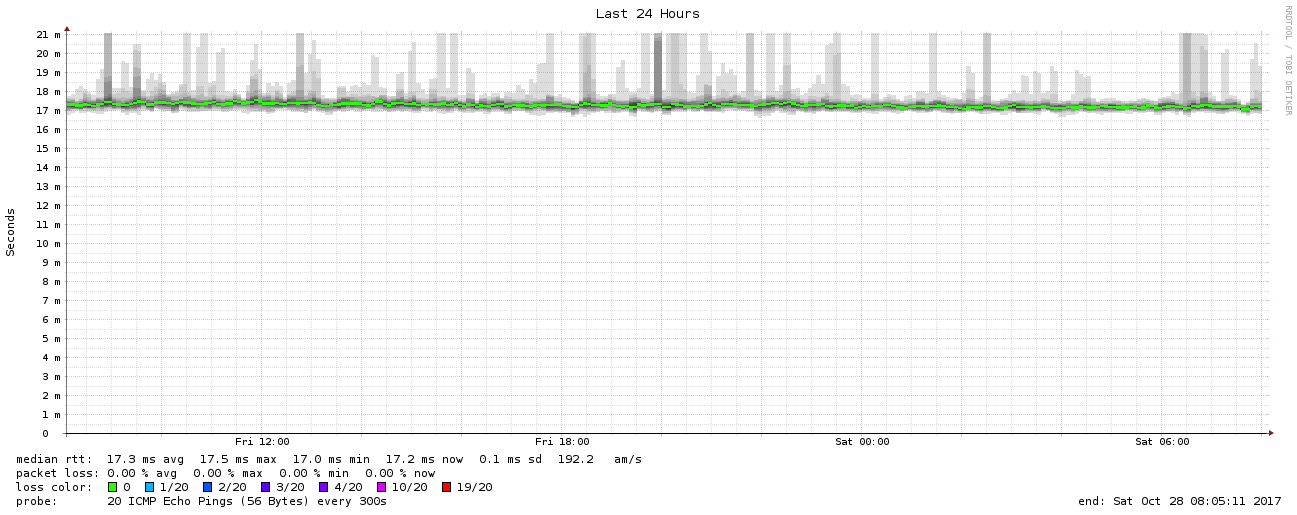 Last 24 Hours
RRDTOOL / TOBI OETIKER
Seconds
21 m
20 m
19 m
18 m
17 m
16 m
15 m
14 m
13 m
12 m
11 m
10 m
9 m
8 m
7 m
6 m
5 m
4 m
3 m
2 m
1 m
0
Fri 12:00 Fri 18:00 Sat 00:00 Sat 06:00
median rtt: 17.3 ms avg 17.5 ms max 17.0 ms min 17.2 ms now 0.1 ms sd 192.2 am/s
packet loss: 0.00 % avg 0.00 % max 0.00 % min 0.00 % now
loss color: 0 1/20 2/20 3/20 4/20 10/20 19/20
probe: 20 ICMP Echo Pings (56 Bytes) every 300s end: Sat Oct 28 08:05:11 2017